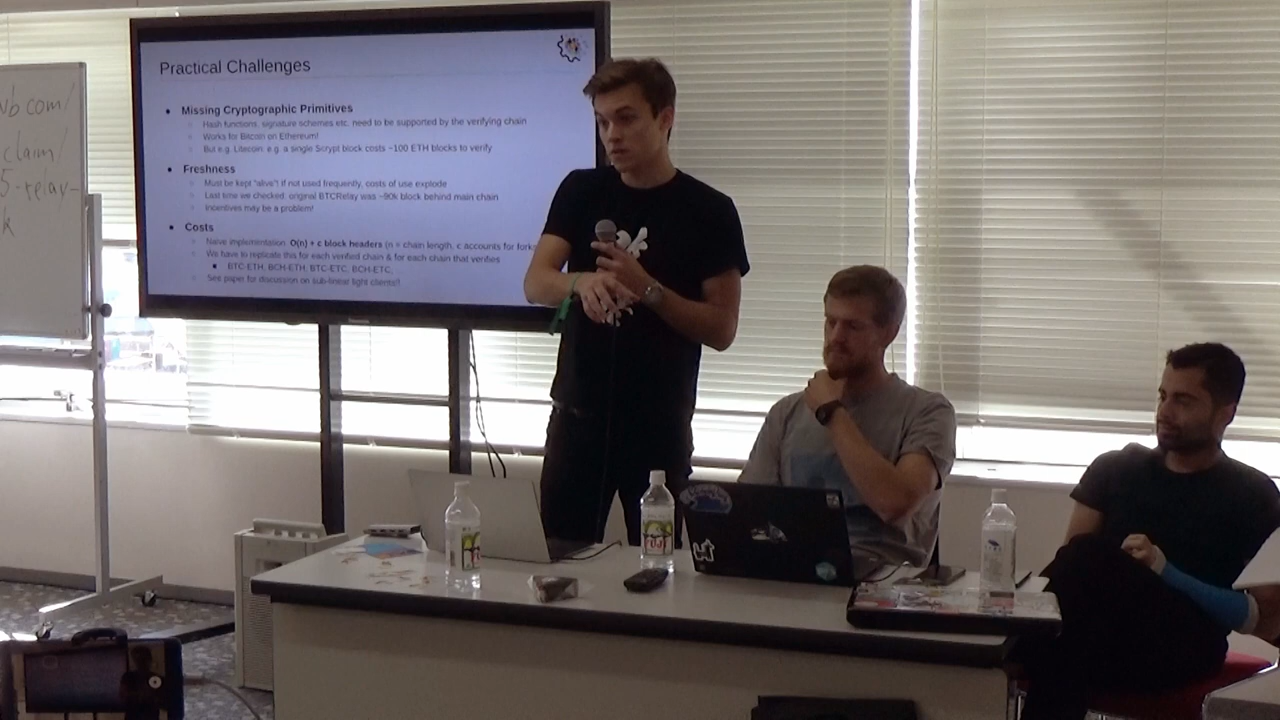 Practical Challenges
Missing Cryptographic Primitives
Hash functions, signature schemes etc. need to be supported by the verifying chain
Works for Bitcoin on Ethereum!
But e.g. Litecoin: e.g. a single Scrypt block costs ~100 ETH blocks to verify
Freshness
Must be kept "alive"! If not used frequently, costs of use explode
Last time we checked: original BTCRelay was ~90k block behind main chain
Incentives may be a problem!
Costs
Naive implementation: O(n) + c block headers (n = chain length, c accounts for forks
We have to replicate this for each verified chain & for each chain that verifies
BTC-ETH, BCH-ETH, BTC-ETC, BCH-ETC,
See paper for discussion on sub-linear light clients!!
com/
claim/
5-relay-
k